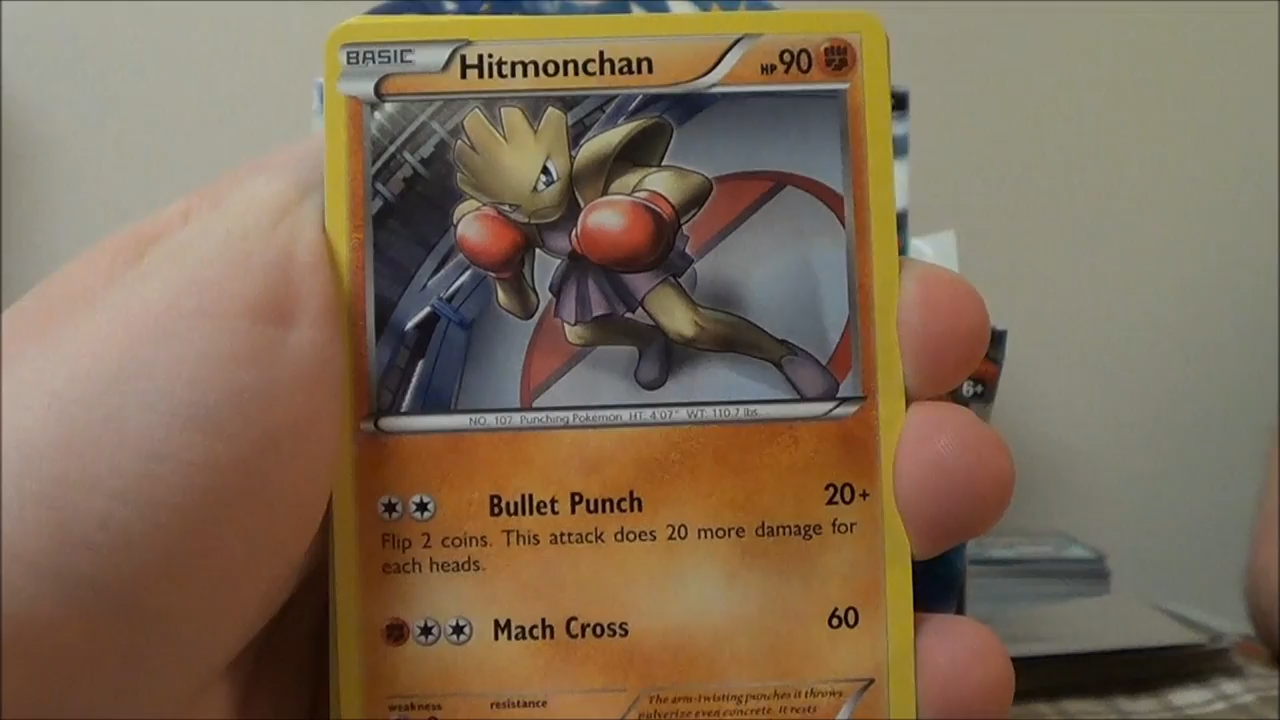 BASIC Hitmonchan HP 90
NO. 107 Punching Pokemon HT: 4'07" WT: 110.7 lbs.
Bullet Punch 20+
Flip 2 coins. This attack does 20 more damage for
each heads.
Mach Cross 60
weakness resistance
The arm-twisting punches it throws
pulverize even concrete. It rests
6+